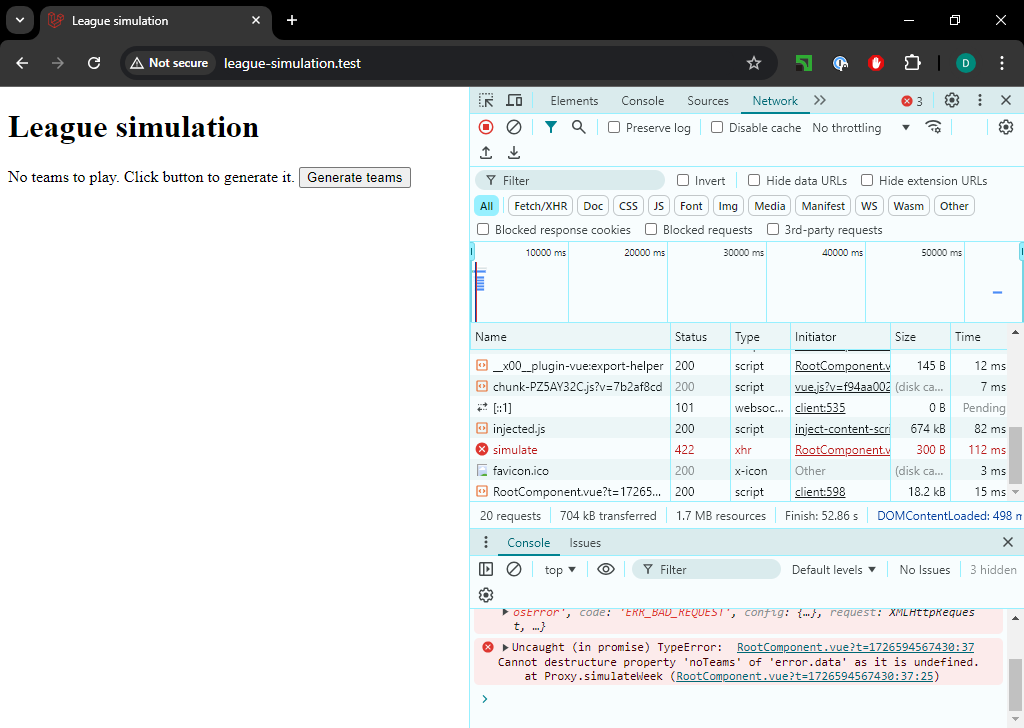 League simulation
Not secure
league-simulation.test
D
League simulation
No teams to play. Click button to generate it. Generate teams
Elements Console Sources Network 3
Preserve log Disable cache No throttling
Filter Invert Hide data URLs Hide extension URLs
All Fetch/XHR Doc CSS JS Font Img Media Manifest WS Wasm Other
Blocked response cookies Blocked requests 3rd-party requests
10000 ms 20000 ms 30000 ms 40000 ms 50000 ms
Name Status Type Initiator Size Time
__x00__plugin-vue:export-helper 200 script RootComponent.v 145 B 12 ms
chunk-PZ5AY32C.js?v=7b2af8cd 200 script vue.js?v=f94aa002 (disk ca... 7 ms
[::1] 101 websoc... client:535 0 B Pending
injected.js 200 script inject-content-scri 674 kB 82 ms
simulate 422 xhr RootComponent.v 300 B 112 ms
favicon.ico 200 x-icon Other (disk ca... 3 ms
RootComponent.vue?t=17265... 200 script client:598 18.2 kB 15 ms
20 requests 704 kB transferred 1.7 MB resources Finish: 52.86 s DOMContentLoaded: 498 m
Console Issues
top Filter Default levels No Issues 3 hidden
osError', code: 'ERR_BAD_REQUEST', config: {…}, request: XMLHttpReques
t, …}
Uncaught (in promise) TypeError: RootComponent.vue?t=1726594567430:37
Cannot destructure property 'noTeams' of 'error.data' as it is undefined.
at Proxy.simulateWeek (RootComponent.vue?t=1726594567430:37:25)